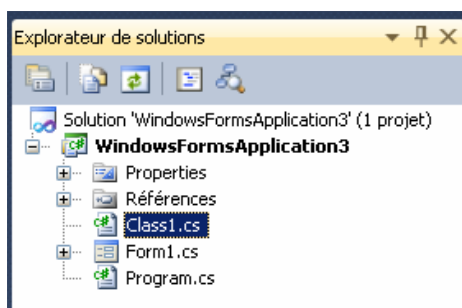 Explorateur de solutions
Solution 'WindowsFormsApplication3' (1 projet)
WindowsFormsApplication3
Properties
Références
Class1.cs
Form1.cs
Program.cs